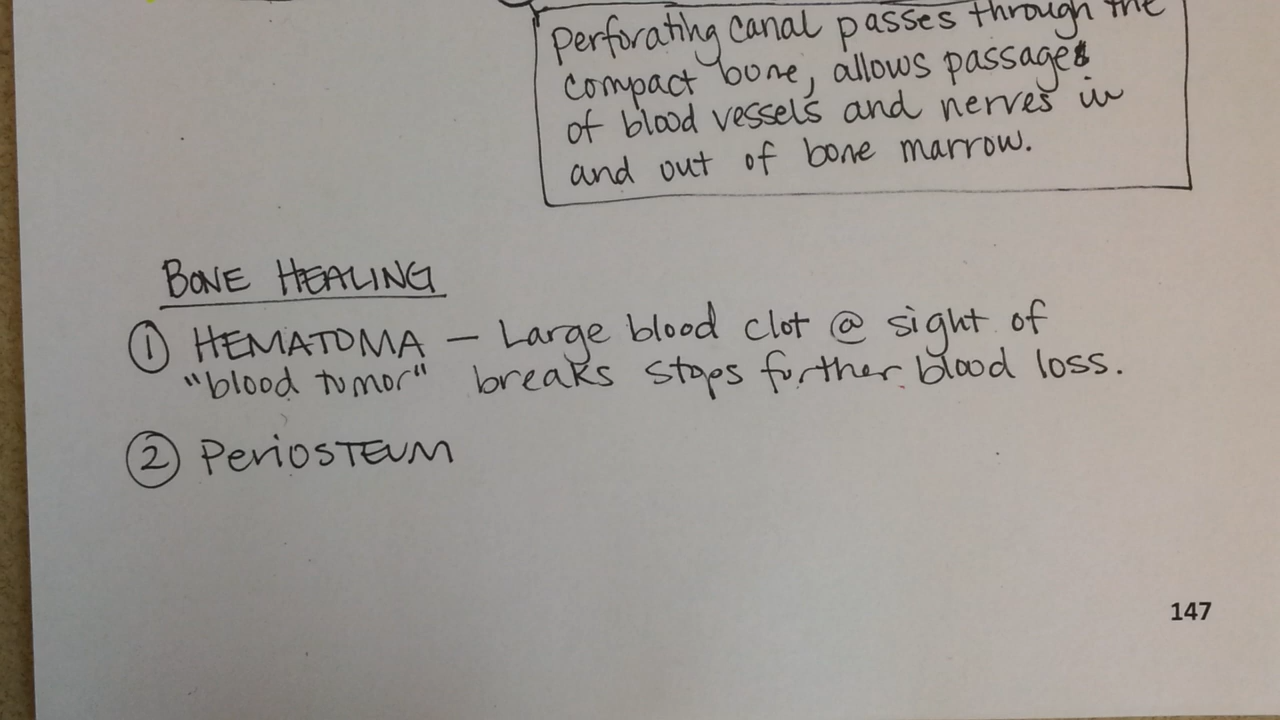 perforating canal passes through the
compact bone, allows passages
of blood vessels and nerves in
and out of bone marrow.
BONE HEALING
① HEMATOMA — Large blood clot @ sight of
"blood tumor" breaks stops further blood loss.
② PERIOSTEUM
147